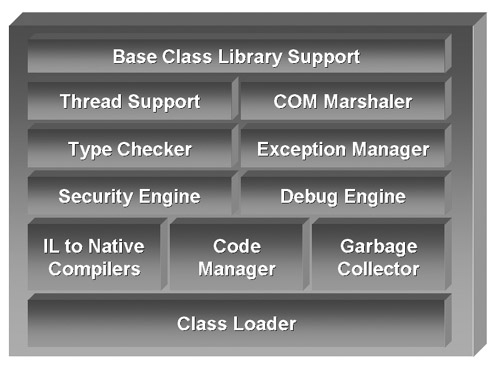 Base Class Library Support
Thread Support
COM Marshaler
Type Checker
Exception Manager
Security Engine
Debug Engine
IL to Native
Compilers
Code
Manager
Garbage
Collector
Class Loader